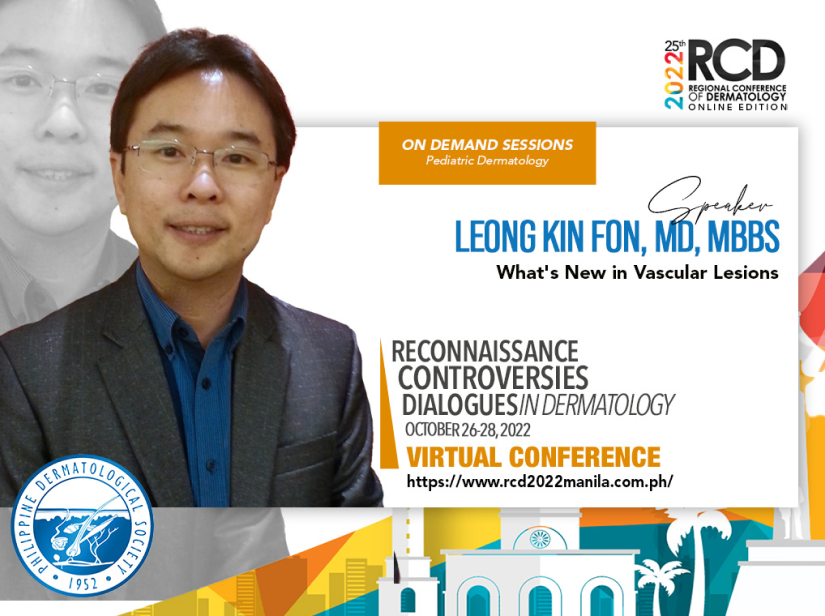 25th
2022
RCD
REGIONAL CONFERENCE
OF DERMATOLOGY
ONLINE EDITION
ON DEMAND SESSIONS
Pediatric Dermatology
Speaker
LEONG KIN FON, MD, MBBS
What's New in Vascular Lesions
RECONNAISSANCE
CONTROVERSIES
DIALOGUES IN DERMATOLOGY
OCTOBER 26-28, 2022
VIRTUAL CONFERENCE
https://www.rcd2022manila.com.ph/
PHILIPPINE DERMATOLOGICAL SOCIETY
• 1952 •